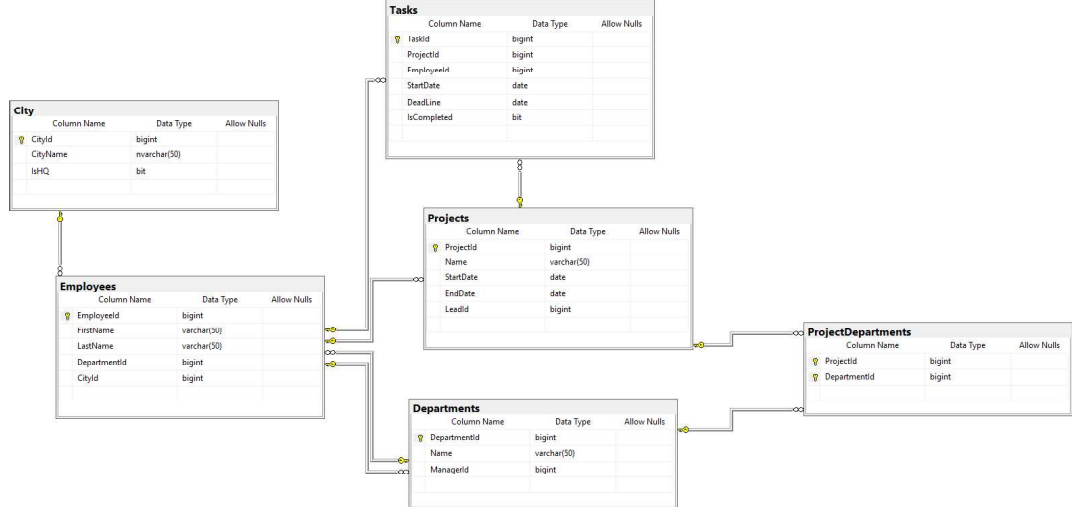 Tasks
Column Name Data Type Allow Nulls
TaskId bigint
ProjectId bigint
EmployeeId bigint
StartDate date
DeadLine date
IsCompleted bit
City
Column Name Data Type Allow Nulls
CityId bigint
CityName nvarchar(50)
IsHQ bit
Projects
Column Name Data Type Allow Nulls
ProjectId bigint
Name varchar(50)
StartDate date
EndDate date
LeadId bigint
Employees
Column Name Data Type Allow Nulls
EmployeeId bigint
FirstName varchar(50)
LastName varchar(50)
DepartmentId bigint
CityId bigint
ProjectDepartments
Column Name Data Type Allow Nulls
ProjectId bigint
DepartmentId bigint
Departments
Column Name Data Type Allow Nulls
DepartmentId bigint
Name varchar(50)
ManagerId bigint